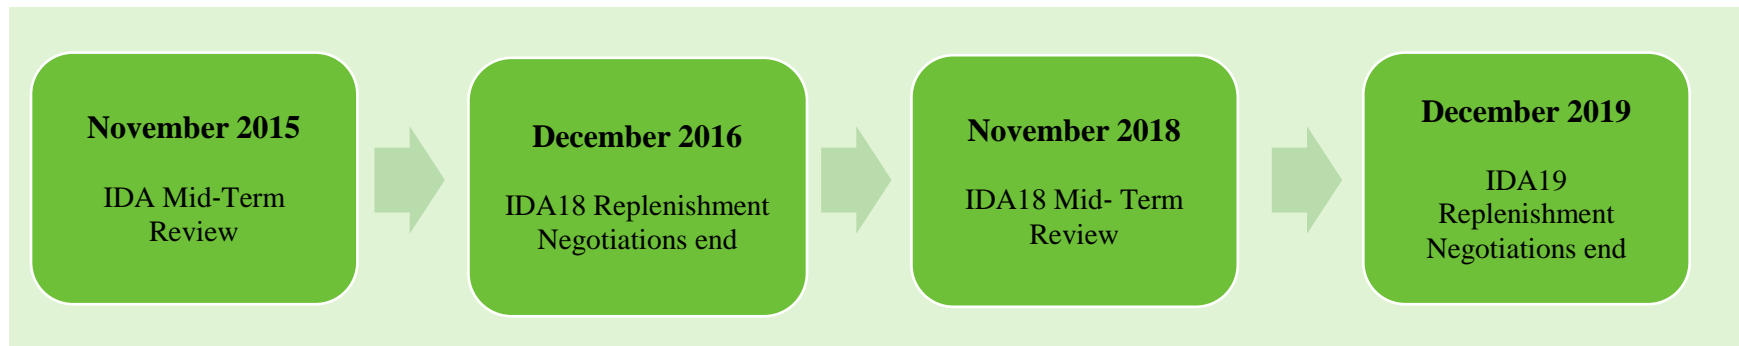 November 2015
IDA Mid-Term
Review
December 2016
IDA18 Replenishment
Negotiations end
November 2018
IDA18 Mid- Term
Review
December 2019
IDA19
Replenishment
Negotiations end